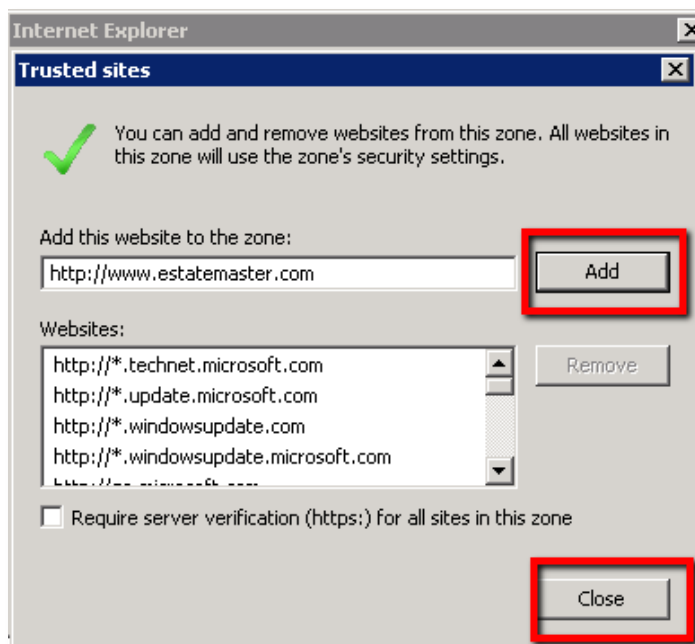 Internet Explorer
Trusted sites
You can add and remove websites from this zone. All websites in
this zone will use the zone's security settings.
Add this website to the zone:
http://www.estatemaster.com
Add
Websites:
http://*.technet.microsoft.com
Remove
http://*.update.microsoft.com
http://*.windowsupdate.com
http://*.windowsupdate.microsoft.com
Require server verification (https:) for all sites in this zone
Close